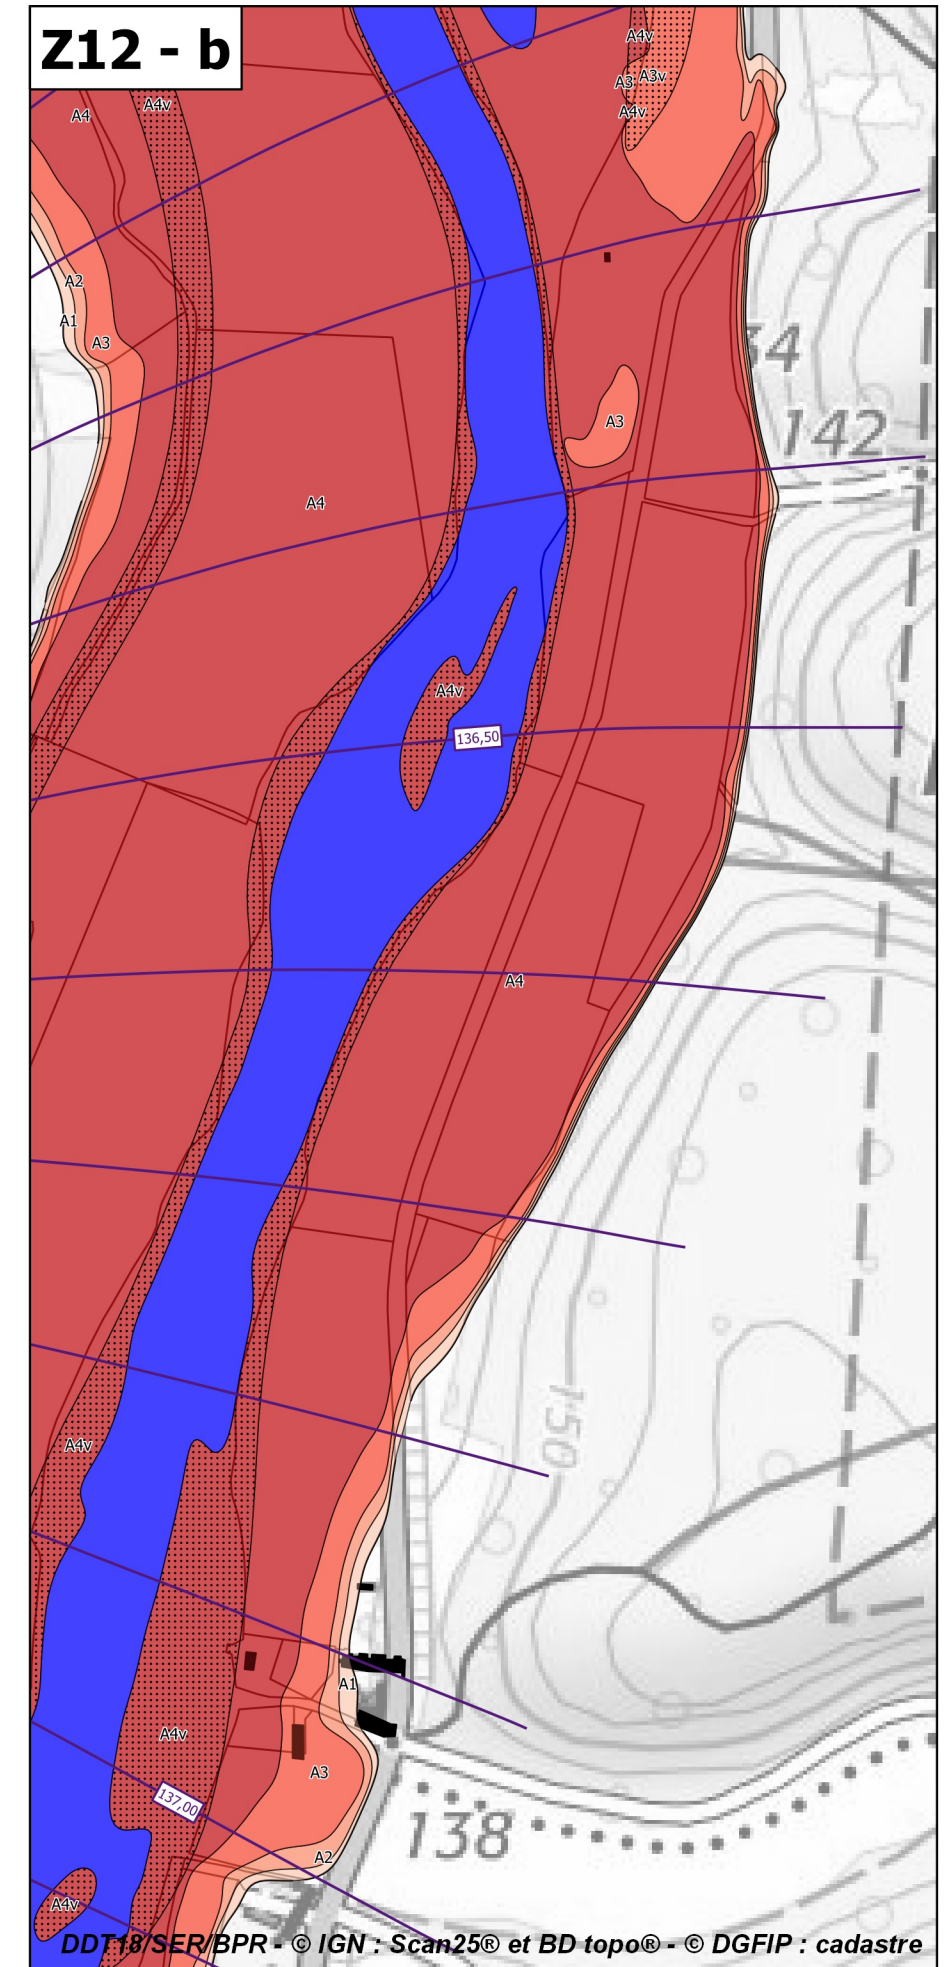 Z12 - b
A4v
A3
A3v
A4v
A4v
A4
A2
A1
A3
34
142
A3
A4
A4v
136,50
A4
150
A4v
A1
A4v
A3
137,00
138
A2
A4v
DDT18/SER/BPR - © IGN : Scan25® et BD topo® - © DGFIP : cadastre